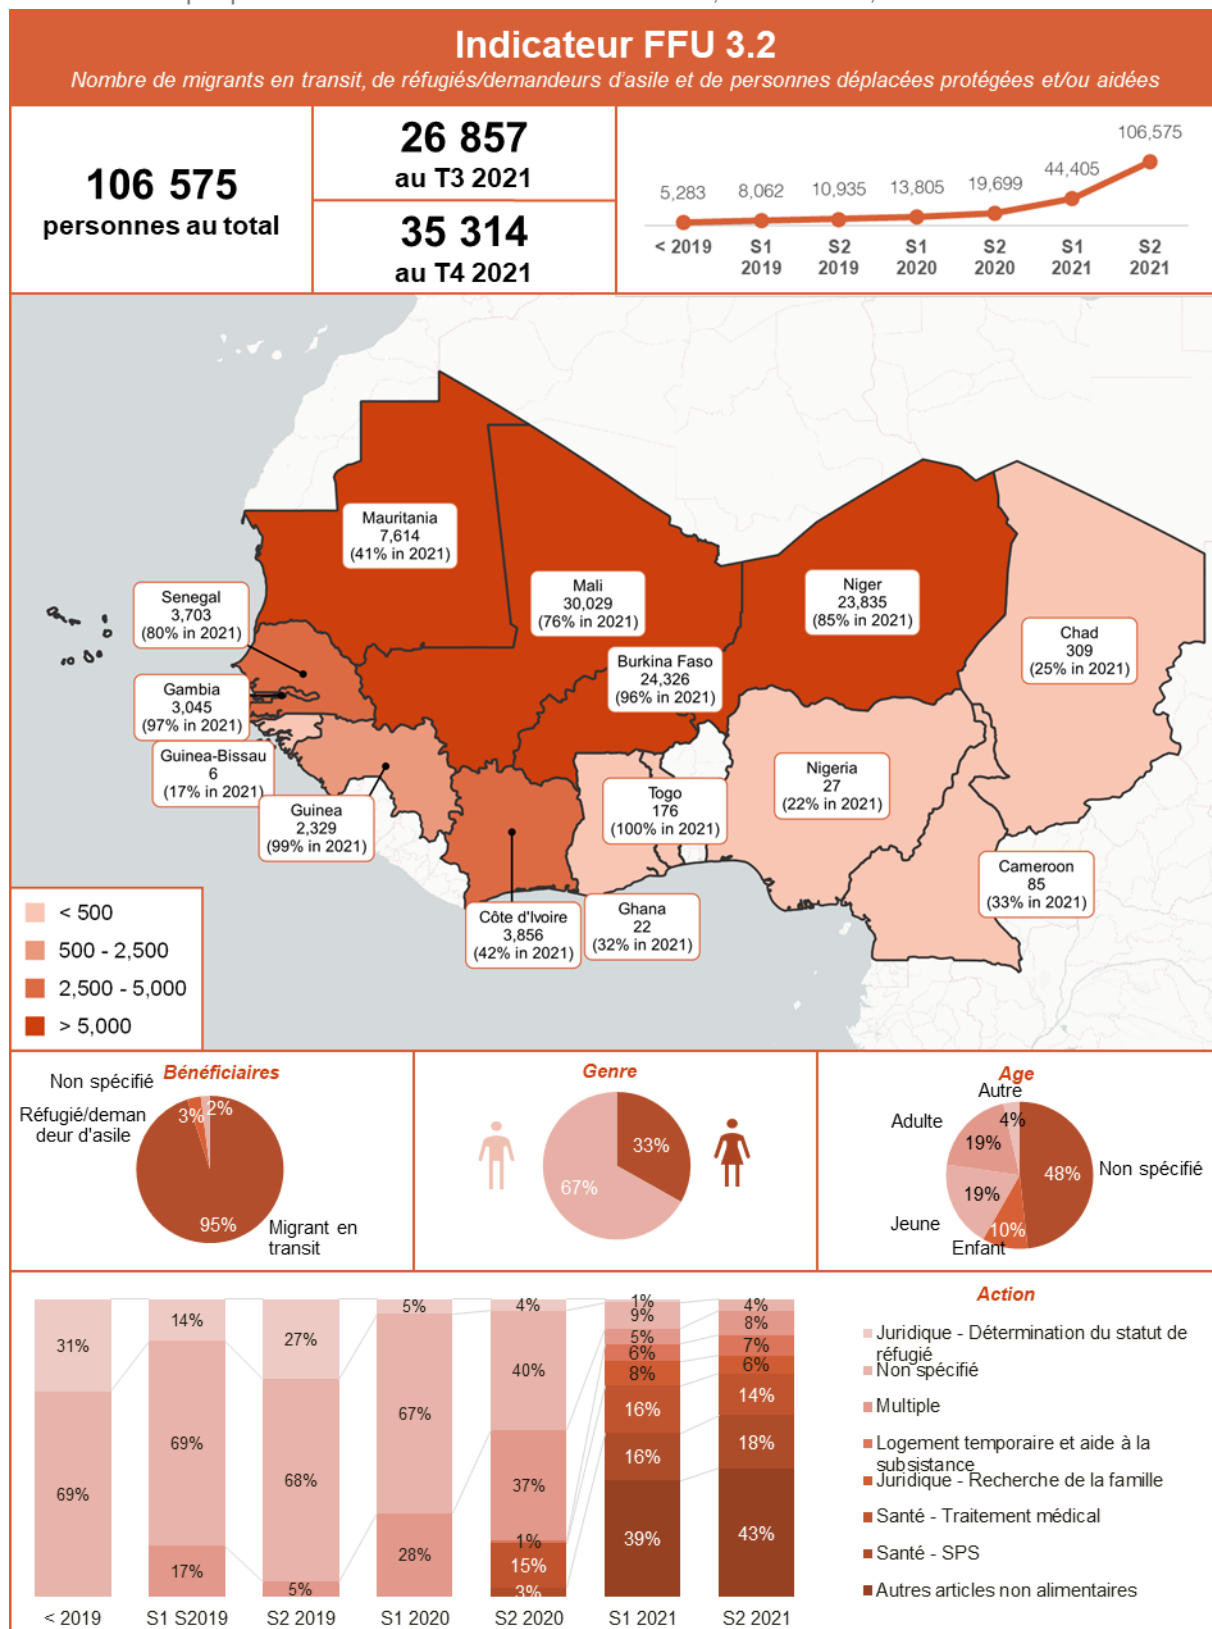 Indicateur FFU 3.2
Nombre de migrants en transit, de réfugiés/demandeurs d'asile et de personnes déplacées protégées et/ou aidées
106 575
personnes au total
26 857
au T3 2021
35 314
au T4 2021
5,283
8,062
10,935
13,805
19,699
44,405
106,575
< 2019
S1
2019
S2
2019
S1
2020
S2
2020
S1
2021
S2
2021
Mauritania
7,614
(41% in 2021)
Mali
30,029
(76% in 2021)
Niger
23,835
(85% in 2021)
Chad
309
(25% in 2021)
Senegal
3,703
(80% in 2021)
Burkina Faso
24,326
(96% in 2021)
Gambia
3,045
(97% in 2021)
Guinea-Bissau
6
(17% in 2021)
Guinea
2,329
(99% in 2021)
Togo
176
(100% in 2021)
Nigeria
27
(22% in 2021)
Cameroon
85
(33% in 2021)
Côte d'Ivoire
3,856
(42% in 2021)
Ghana
22
(32% in 2021)
< 500
500 - 2,500
2,500 - 5,000
> 5,000
Bénéficiaires
Non spécifié
Réfugié/deman
deur d'asile
3%
2%
95%
Migrant en
transit
Genre
33%
67%
Age
Autre
4%
Adulte
19%
48%
Non spécifié
19%
Jeune
10%
Enfant
Action
31%
69%
14%
69%
17%
27%
68%
5%
5%
67%
28%
4%
40%
37%
1%
15%
3%
1%
9%
5%
6%
8%
16%
16%
39%
4%
8%
7%
6%
14%
18%
43%
Juridique - Détermination du statut de
réfugié
Non spécifié
Multiple
Logement temporaire et aide à la
subsistance
Juridique - Recherche de la famille
Santé - Traitement médical
Santé - SPS
Autres articles non alimentaires
< 2019
S1 S2019
S2 2019
S1 2020
S2 2020
S1 2021
S2 2021